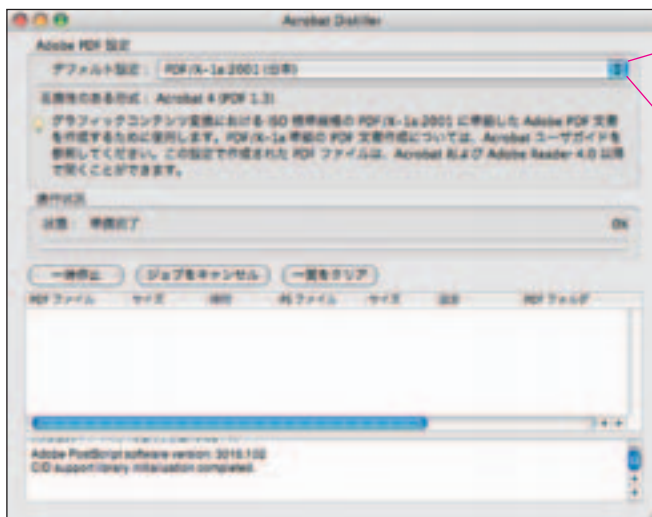 Acrobat Distiller
Adobe PDF 設定
デフォルト設定： PDF/X-1a:2001 (日本)
互換性のある形式： Acrobat 4 (PDF 1.3)
グラフィックコンテンツ変換における ISO 標準規格の PDF/X-1a:2001 に準拠した Adobe PDF 文書
を作成するために使用します。PDF/X-1a 準拠の PDF 文書作成については、Acrobat ユーザガイドを
参照してください。この設定で作成された PDF ファイルは、Acrobat および Adobe Reader 4.0 以降
で開くことができます。
進行状況
状態： 準備完了 0%
一時停止 ジョブをキャンセル 一覧をクリア
PDF ファイル サイズ PS ファイル サイズ 設定 PDF フォルダ
Adobe PostScript software version: 3016.102
CID support library initialization completed.